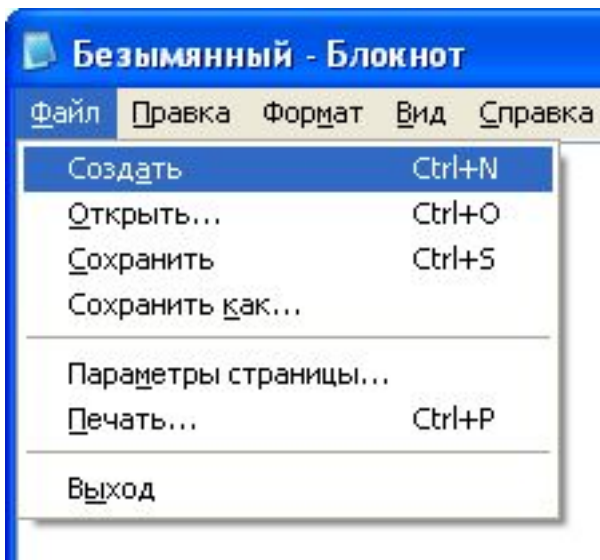 Безымянный - Блокнот
Файл Правка Формат Вид Справка
Создать Ctrl+N
Открыть... Ctrl+O
Сохранить Ctrl+S
Сохранить как...
Параметры страницы...
Печать... Ctrl+P
Выход